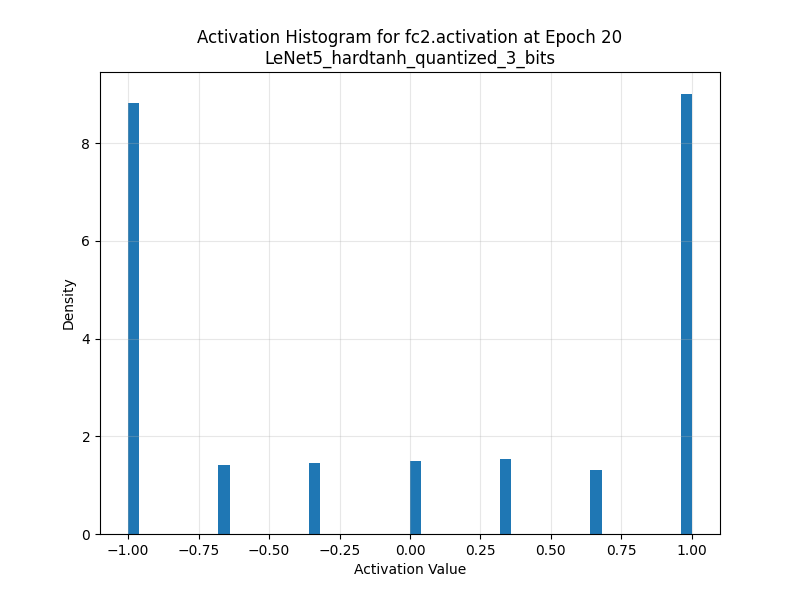 Activation Histogram for fc2.activation at Epoch 20
LeNet5_hardtanh_quantized_3_bits
8
6
4
2
0
Density
−1.00 −0.75 −0.50 −0.25 0.00 0.25 0.50 0.75 1.00
Activation Value